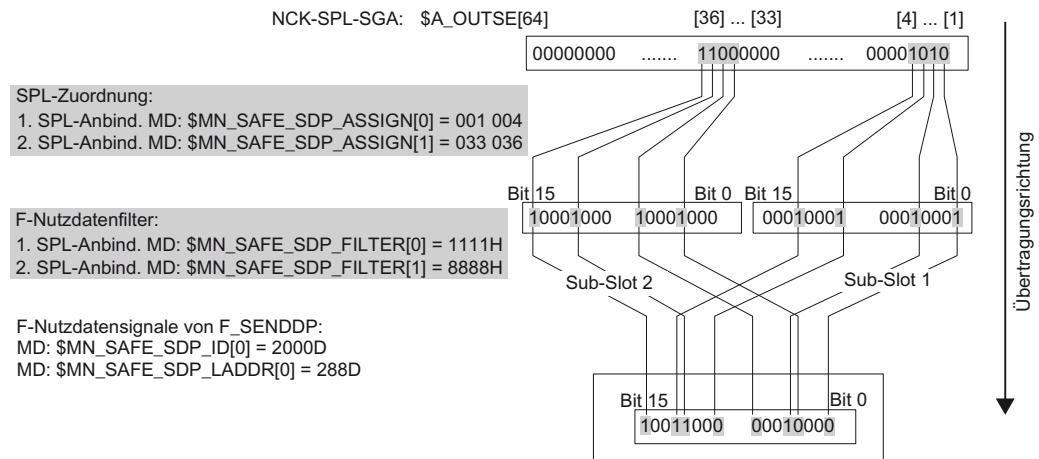 NCK-SPL-SGA: $A_OUTSE[64] [36] ... [33] [4] ... [1]
00000000 ....... 11000000 ....... 00001010
SPL-Zuordnung:
1. SPL-Anbind. MD: $MN_SAFE_SDP_ASSIGN[0] = 001 004
2. SPL-Anbind. MD: $MN_SAFE_SDP_ASSIGN[1] = 033 036
Übertragungsrichtung
Bit 15 Bit 0 Bit 15 Bit 0
10001000 10001000 00010001 00010001
F-Nutzdatenfilter:
1. SPL-Anbind. MD: $MN_SAFE_SDP_FILTER[0] = 1111H
2. SPL-Anbind. MD: $MN_SAFE_SDP_FILTER[1] = 8888H
Sub-Slot 2 Sub-Slot 1
F-Nutzdatensignale von F_SENDDP:
MD: $MN_SAFE_SDP_ID[0] = 2000D
MD: $MN_SAFE_SDP_LADDR[0] = 288D
Bit 15 Bit 0
10011000 00010000